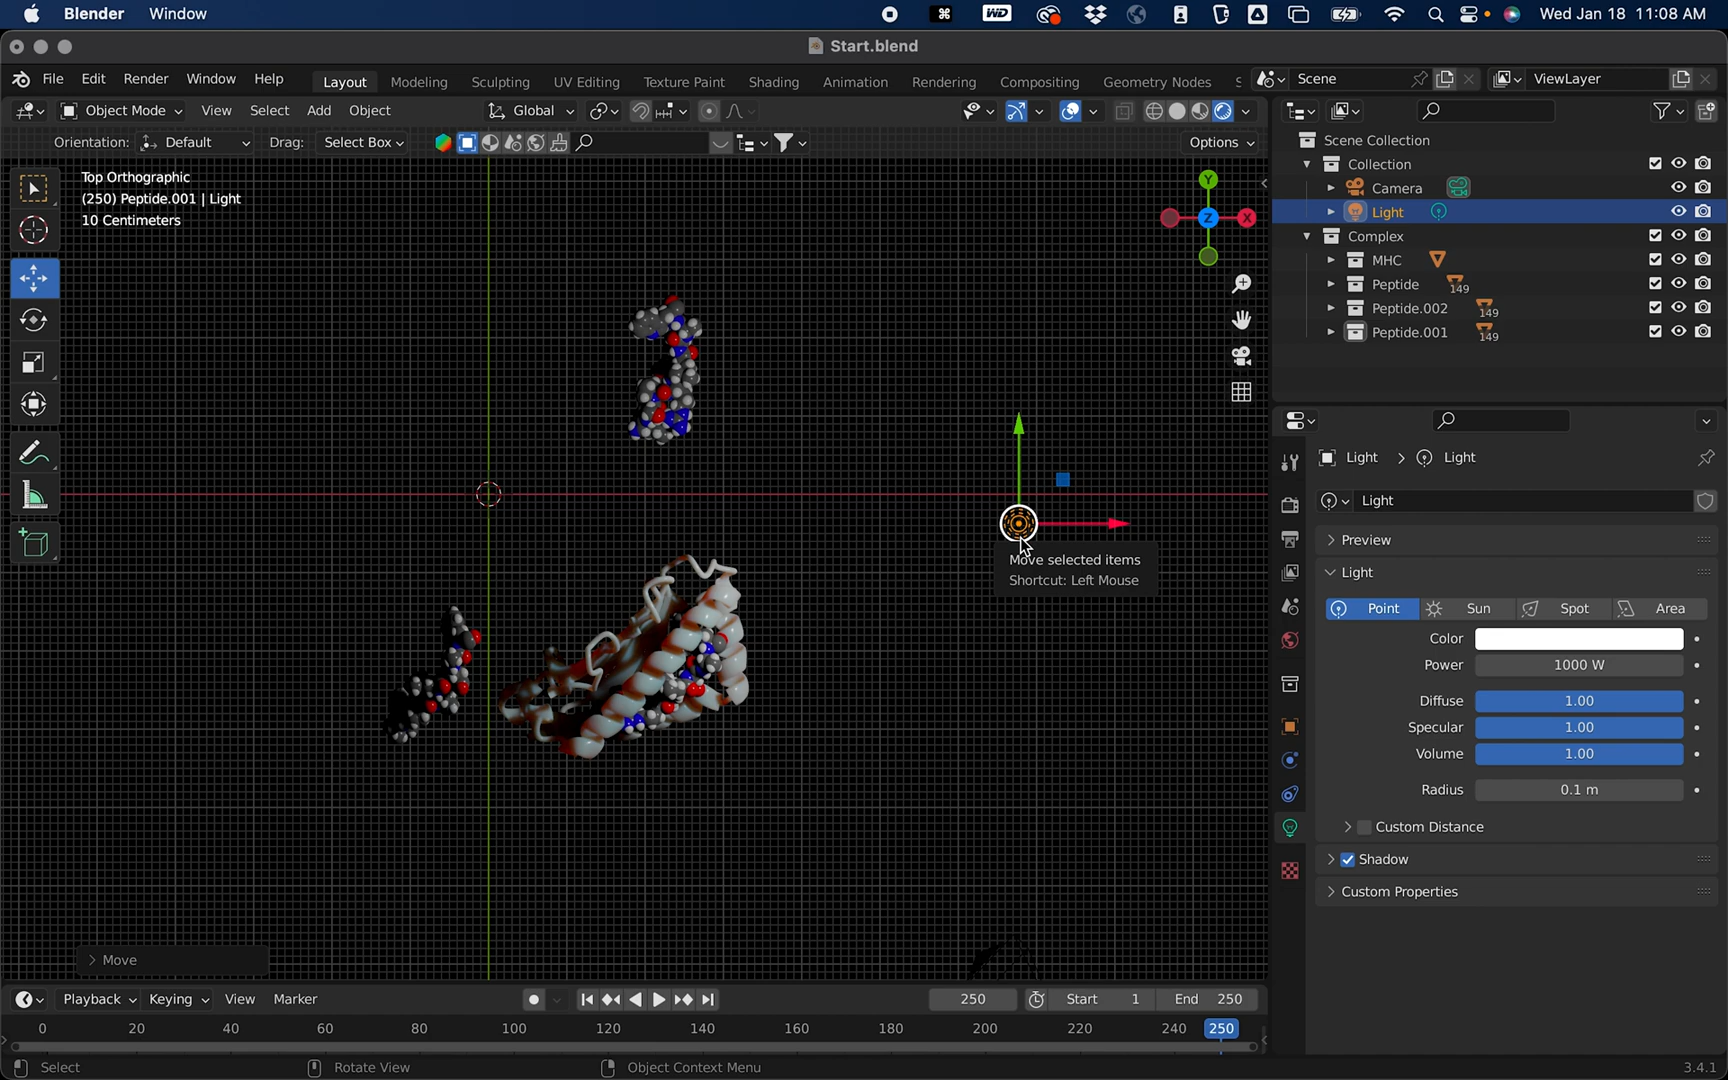 Blender Window Wed Jan 18 11:08 AM
Start.blend
File Edit Render Window Help Layout Modeling Sculpting UV Editing Texture Paint Shading Animation Rendering Compositing Geometry Nodes S Scene ViewLayer
Object Mode View Select Add Object Global
Orientation: Default Drag: Select Box Options
Top Orthographic
(250) Peptide.001 | Light
10 Centimeters
Y
Z X
Move selected items
Shortcut: Left Mouse
Move
Scene Collection
Collection
Camera
Light
Complex
MHC
Peptide 149
Peptide.002 149
Peptide.001 149
Light > Light
Light
Preview
Light
Point Sun Spot Area
Color
Power 1000 W
Diffuse 1.00
Specular 1.00
Volume 1.00
Radius 0.1 m
Custom Distance
Shadow
Custom Properties
Playback Keying View Marker 250 Start 1 End 250
0 20 40 60 80 100 120 140 160 180 200 220 240 250
Select Rotate View Object Context Menu 3.4.1